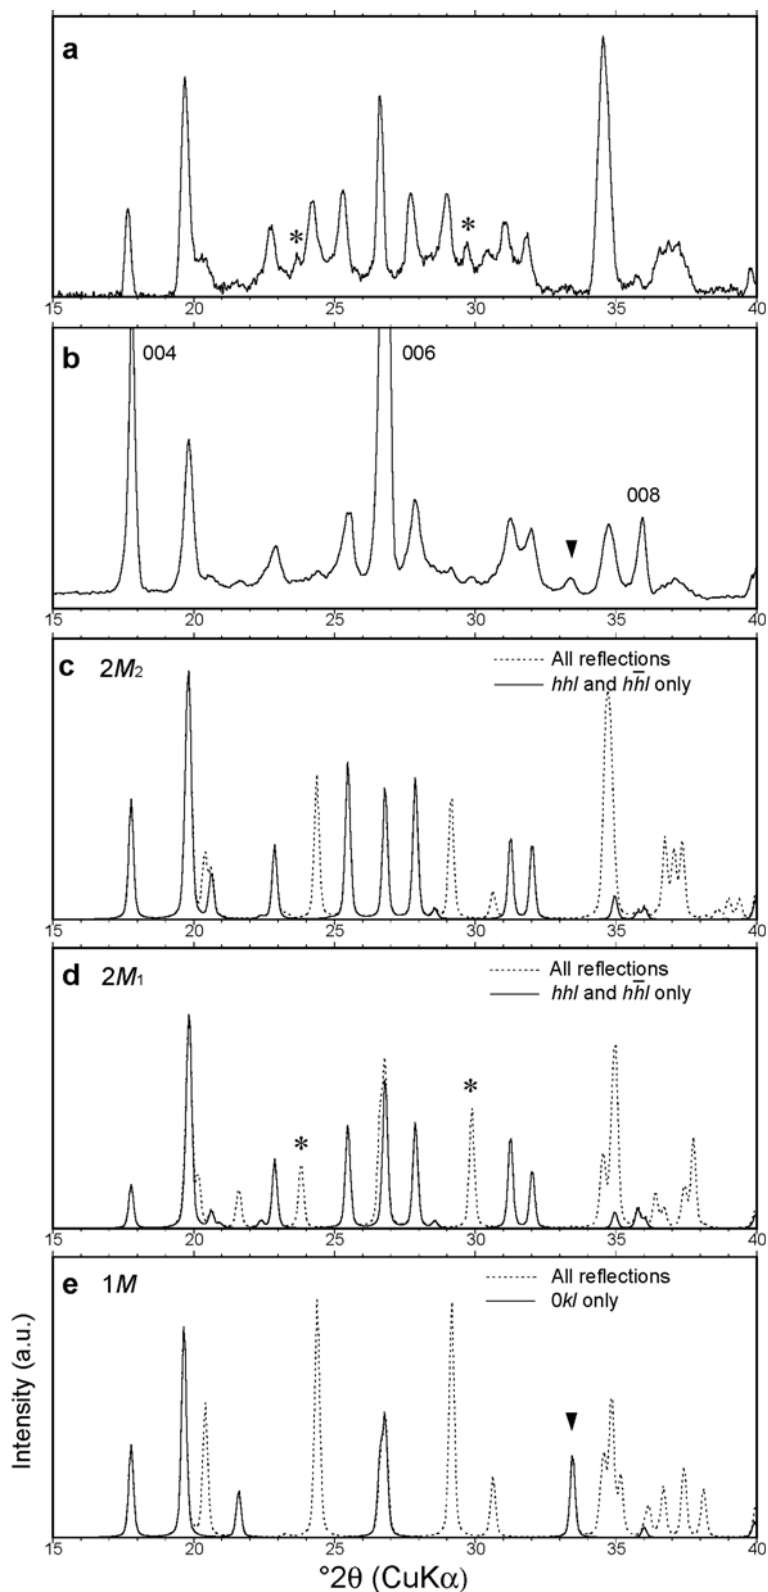 a
*
*
15 20 25 30 35 40
b
004
006
008
▼
15 20 25 30 35 40
c 2M₂
All reflections
hhl and hh̅l only
15 20 25 30 35 40
d 2M₁
All reflections
hhl and hh̅l only
*
*
15 20 25 30 35 40
e 1M
All reflections
0kl only
▼
15 20 25 30 35 40
Intensity (a.u.)
°2θ (CuKα)